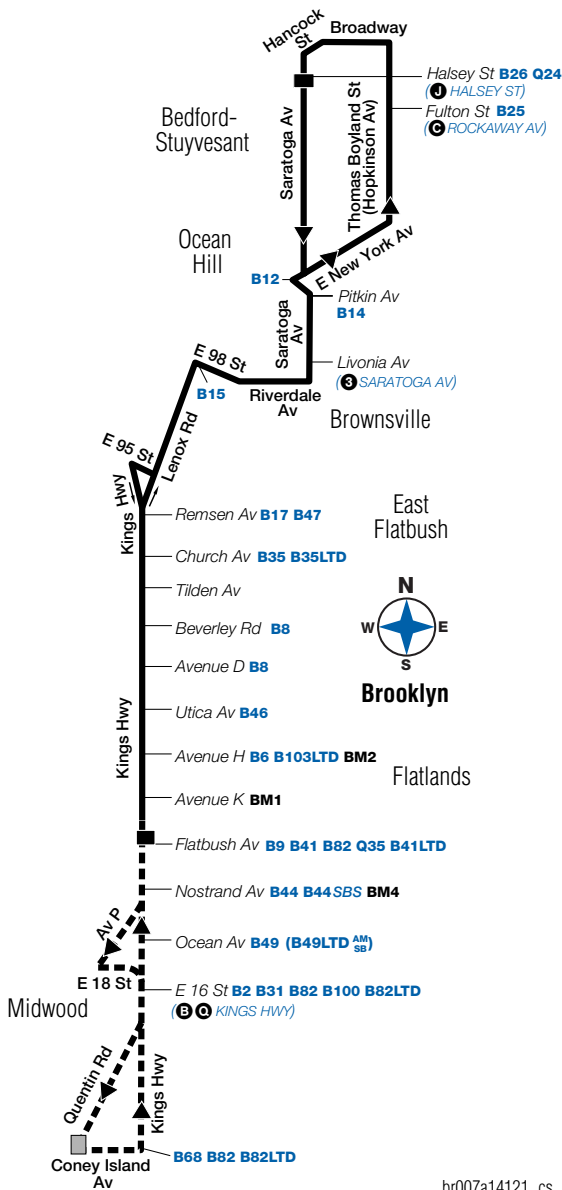 Hancock
St
Broadway
Halsey St B26 Q24
(J HALSEY ST)
Fulton St B25
(C ROCKAWAY AV)
Bedford-
Stuyvesant
Saratoga Av
Thomas Boyland St
(Hopkinson Av)
Ocean
Hill
E New York Av
B12
Pitkin Av
B14
Saratoga
Av
E 98 St
Livonia Av
(3 SARATOGA AV)
B15
Riverdale
Av
Brownsville
Lenox Rd
E 95 St
Kings Hwy
East
Flatbush
Remsen Av B17 B47
Church Av B35 B35LTD
Tilden Av
N
W E
S
Brooklyn
Beverley Rd B8
Avenue D B8
Utica Av B46
Kings Hwy
Avenue H B6 B103LTD BM2
Flatlands
Avenue K BM1
Flatbush Av B9 B41 B82 Q35 B41LTD
Nostrand Av B44 B44SBS BM4
Av P
Ocean Av B49 (B49LTD AM SB)
E 18 St
E 16 St B2 B31 B82 B100 B82LTD
(B Q KINGS HWY)
Midwood
Quentin Rd
Kings Hwy
B68 B82 B82LTD
Coney Island
Av
br007a14121_cs